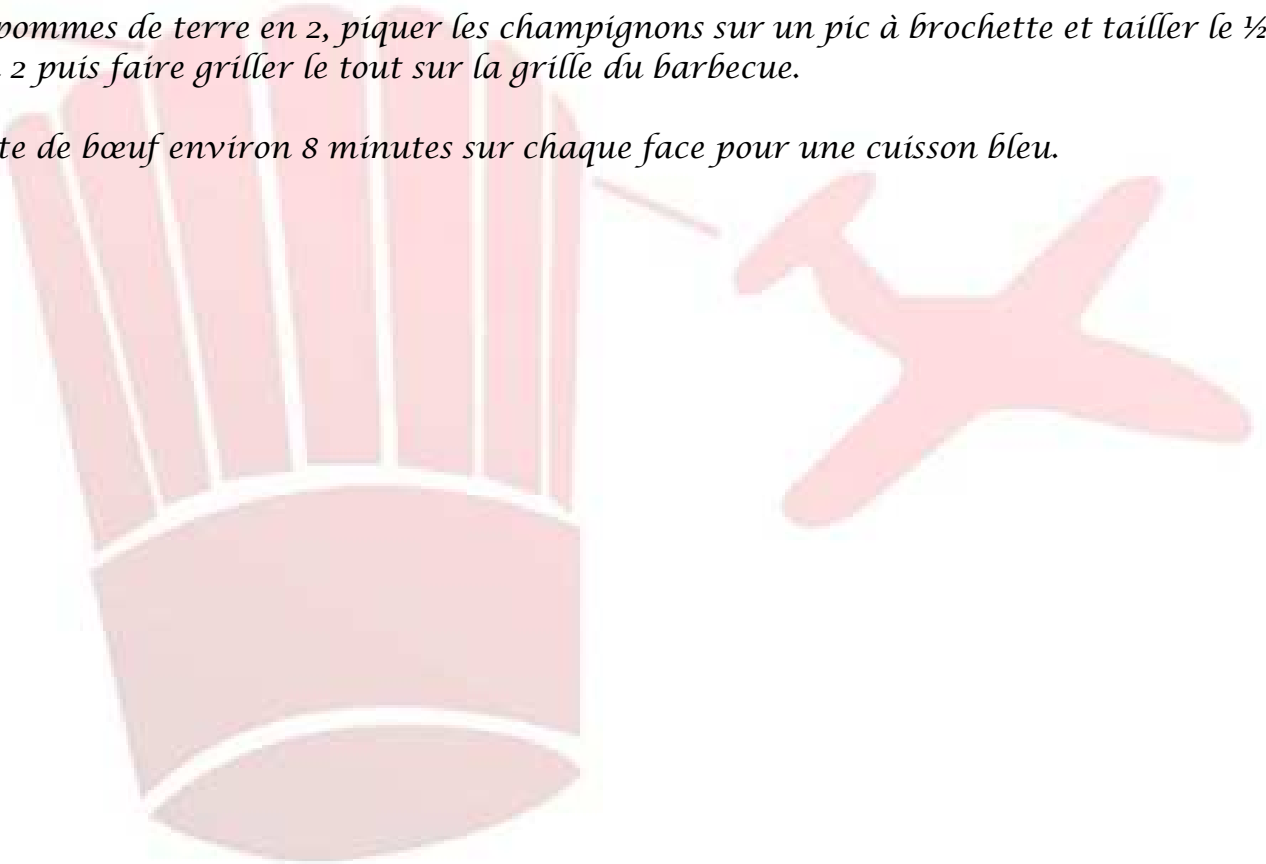 pommes de terre en 2, piquer les champignons sur un pic à brochette et tailler le ½
2 puis faire griller le tout sur la grille du barbecue.
te de bœuf environ 8 minutes sur chaque face pour une cuisson bleu.